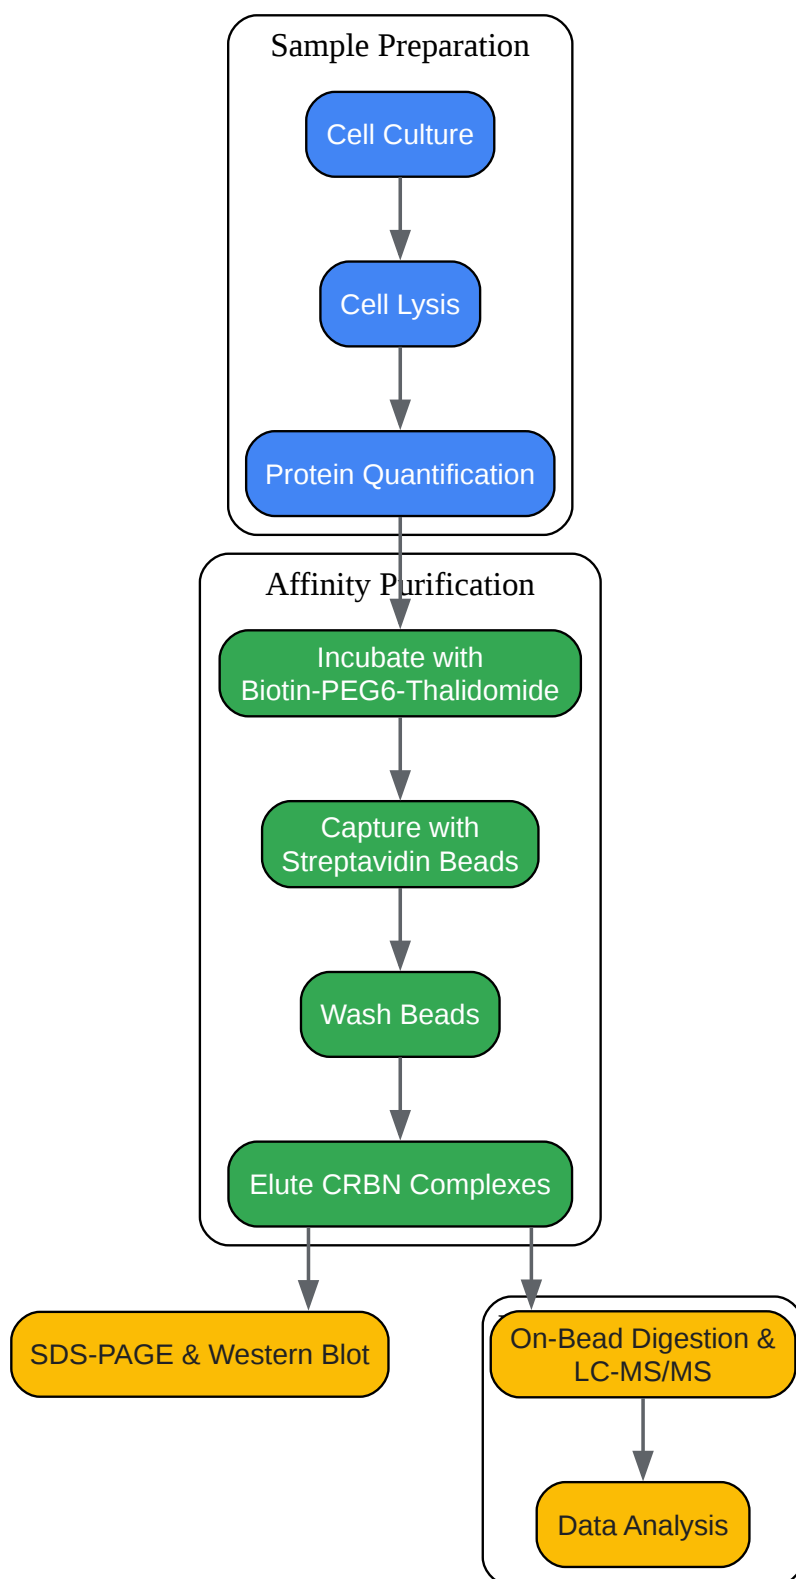 Sample Preparation
Cell Culture
Cell Lysis
Protein Quantification
Affinity Purification
Incubate with
Biotin-PEG6-Thalidomide
Capture with
Streptavidin Beads
Wash Beads
Elute CRBN Complexes
SDS-PAGE & Western Blot
On-Bead Digestion &
LC-MS/MS
Data Analysis